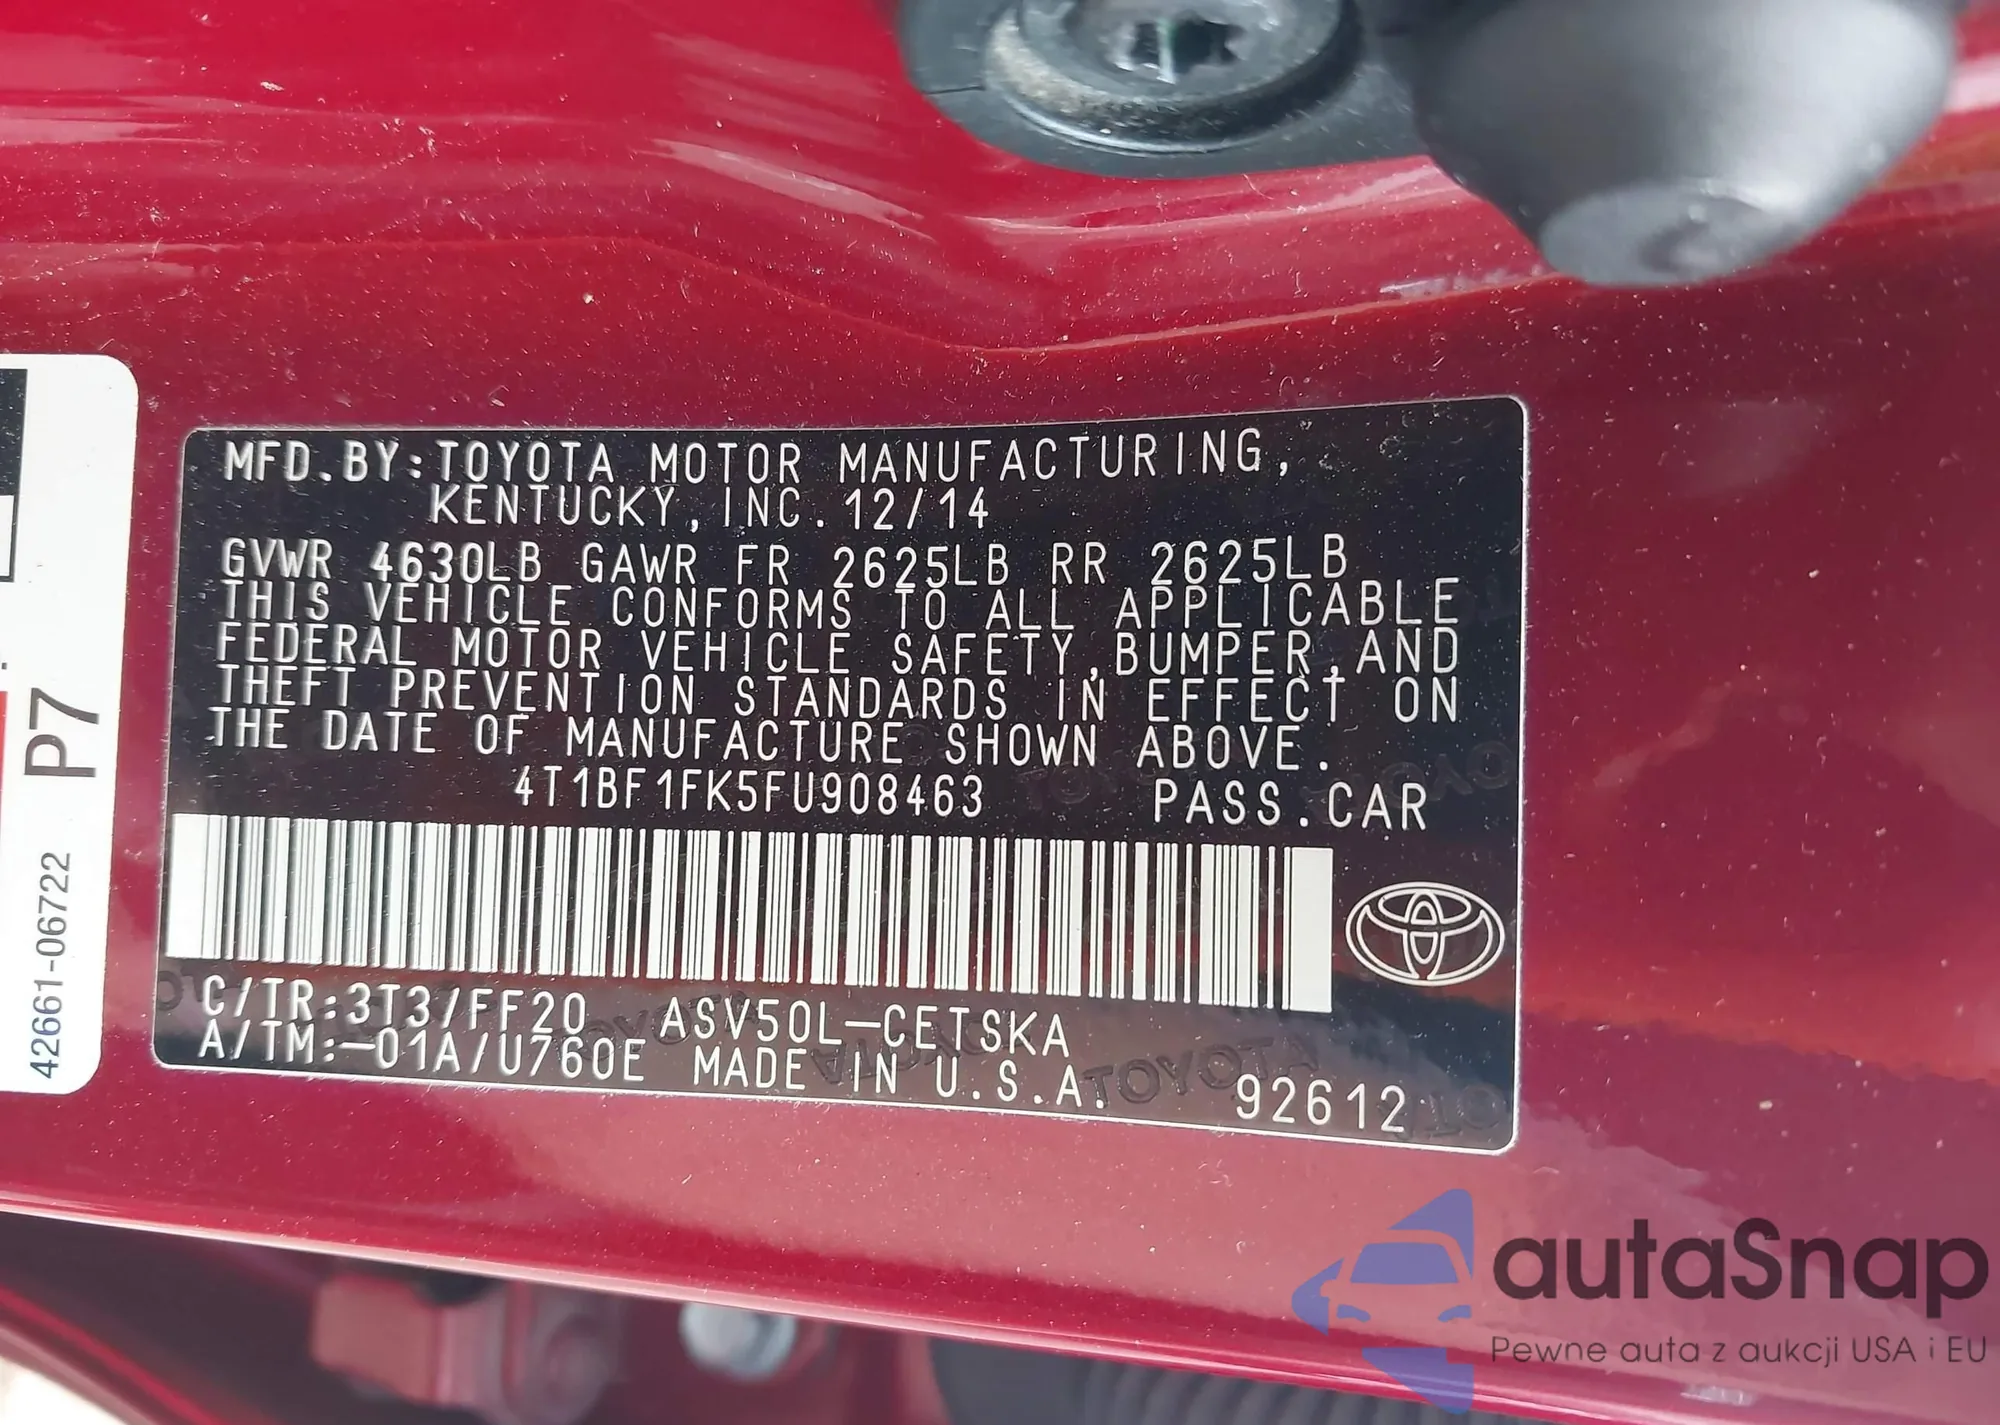 MFD.BY:TOYOTA MOTOR MANUFACTURING,
KENTUCKY, INC. 12/14
GVWR 4630LB GAWR FR 2625LB RR 2625LB
THIS VEHICLE CONFORMS TO ALL APPLICABLE
FEDERAL MOTOR VEHICLE SAFETY,BUMPER,AND
THEFT PREVENTION STANDARDS IN EFFECT ON
THE DATE OF MANUFACTURE SHOWN ABOVE.
4T1BF1FK5FU908463 PASS.CAR
C/TR:3T3/FF20 ASV50L-CETSKA
A/TM:-01A/U760E MADE IN U.S.A. 92612
P7
42661-06722
autaSnap
Pewne auta z aukcji USA i EU